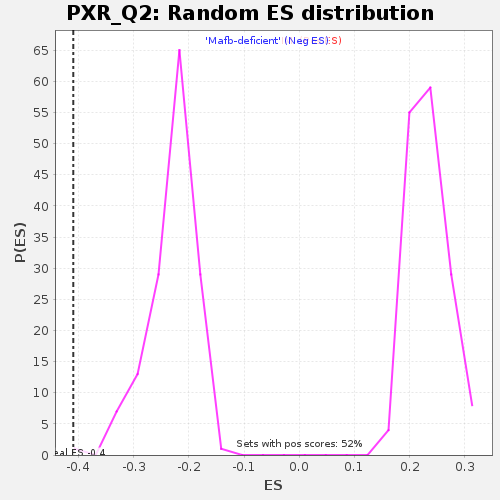 PXR_Q2: Random ES distribution
'Mafb-deficient' (Neg ES)
ES)
65
60
55
50
45
40
35
30
25
20
15
10
5
0
P(ES)
Sets with pos scores: 52%
ES -0.4
-0.4 -0.3 -0.2 -0.1 0.0 0.1 0.2 0.3
ES